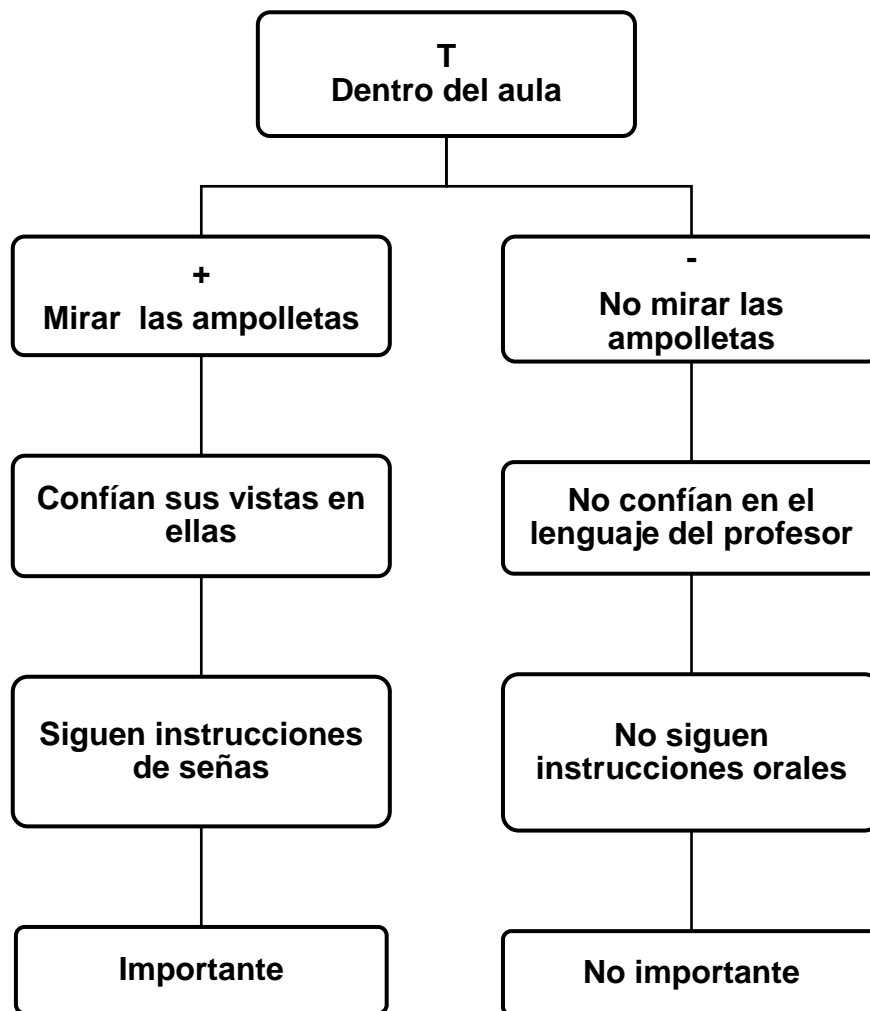 T
Dentro del aula
+
Mirar  las ampolletas
-
No mirar las
ampolletas
Confían sus vistas en
ellas
No confían en el
lenguaje del profesor
Siguen instrucciones
de señas
No siguen
instrucciones orales
Importante
No importante